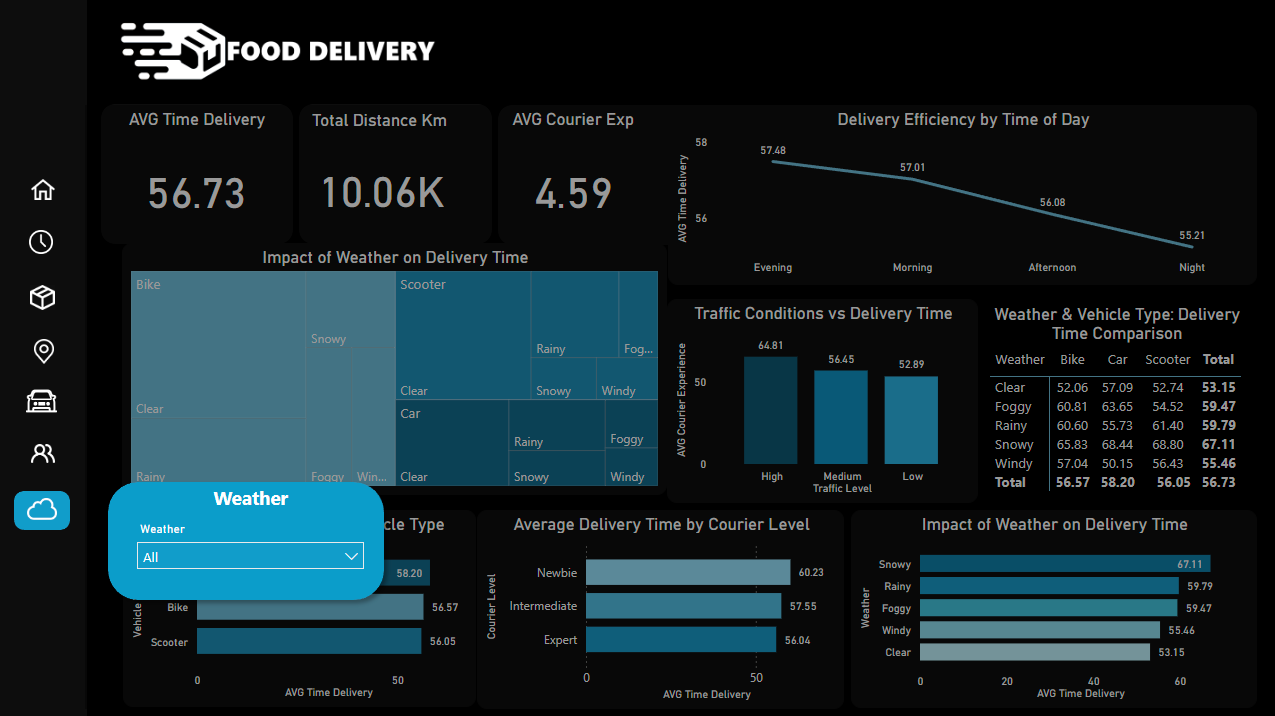 FOOD DELIVERY
AVG Time Delivery
56.73
Total Distance Km
10.06K
AVG Courier Exp
4.59
Delivery Efficiency by Time of Day
AVG Time Delivery
58
56
57.48
57.01
56.08
55.21
Evening
Morning
Afternoon
Night
Impact of Weather on Delivery Time
Bike
Clear
Rainy
Snowy
Foggy
Win...
Scooter
Clear
Rainy
Fog...
Snowy
Windy
Car
Clear
Rainy
Foggy
Snowy
Windy
Traffic Conditions vs Delivery Time
AVG Courier Experience
50
0
64.81
56.45
52.89
High
Medium
Low
Traffic Level
Weather & Vehicle Type: Delivery
Time Comparison
Weather Bike Car Scooter Total
Clear 52.06 57.09 52.74 53.15
Foggy 60.81 63.65 54.52 59.47
Rainy 60.60 55.73 61.40 59.79
Snowy 65.83 68.44 68.80 67.11
Windy 57.04 50.15 56.43 55.46
Total 56.57 58.20 56.05 56.73
Weather
Weather
All
Type
58.20
Vehicle
Bike 56.57
Scooter 56.05
0 50
AVG Time Delivery
Average Delivery Time by Courier Level
Courier Level
Newbie 60.23
Intermediate 57.55
Expert 56.04
0 50
AVG Time Delivery
Impact of Weather on Delivery Time
Weather
Snowy 67.11
Rainy 59.79
Foggy 59.47
Windy 55.46
Clear 53.15
0 20 40 60
AVG Time Delivery